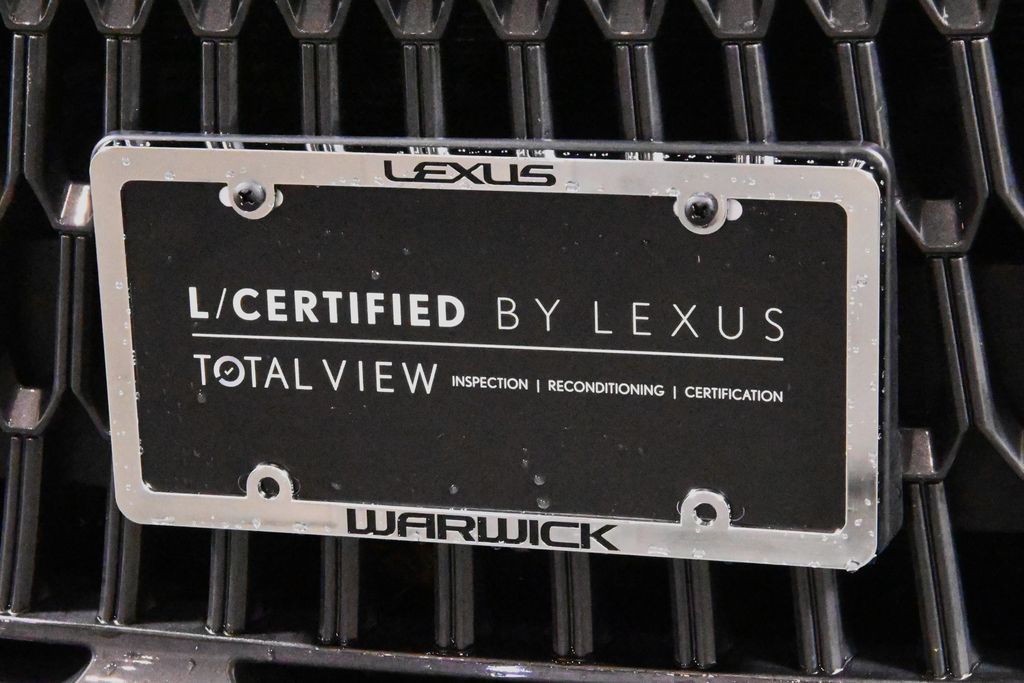 LEXUS
L/CERTIFIED BY LEXUS
TOTAL VIEW INSPECTION | RECONDITIONING | CERTIFICATION
WARWICK